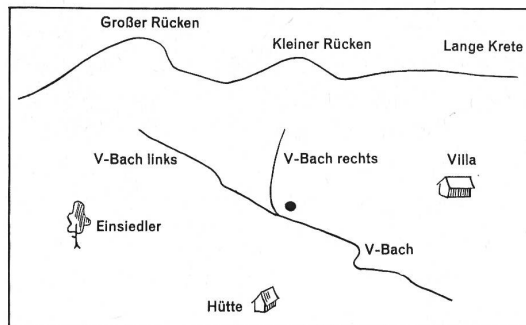 Großer Rücken
Kleiner Rücken
Lange Krete
V-Bach links
V-Bach rechts
Villa
Einsiedler
V-Bach
Hütte